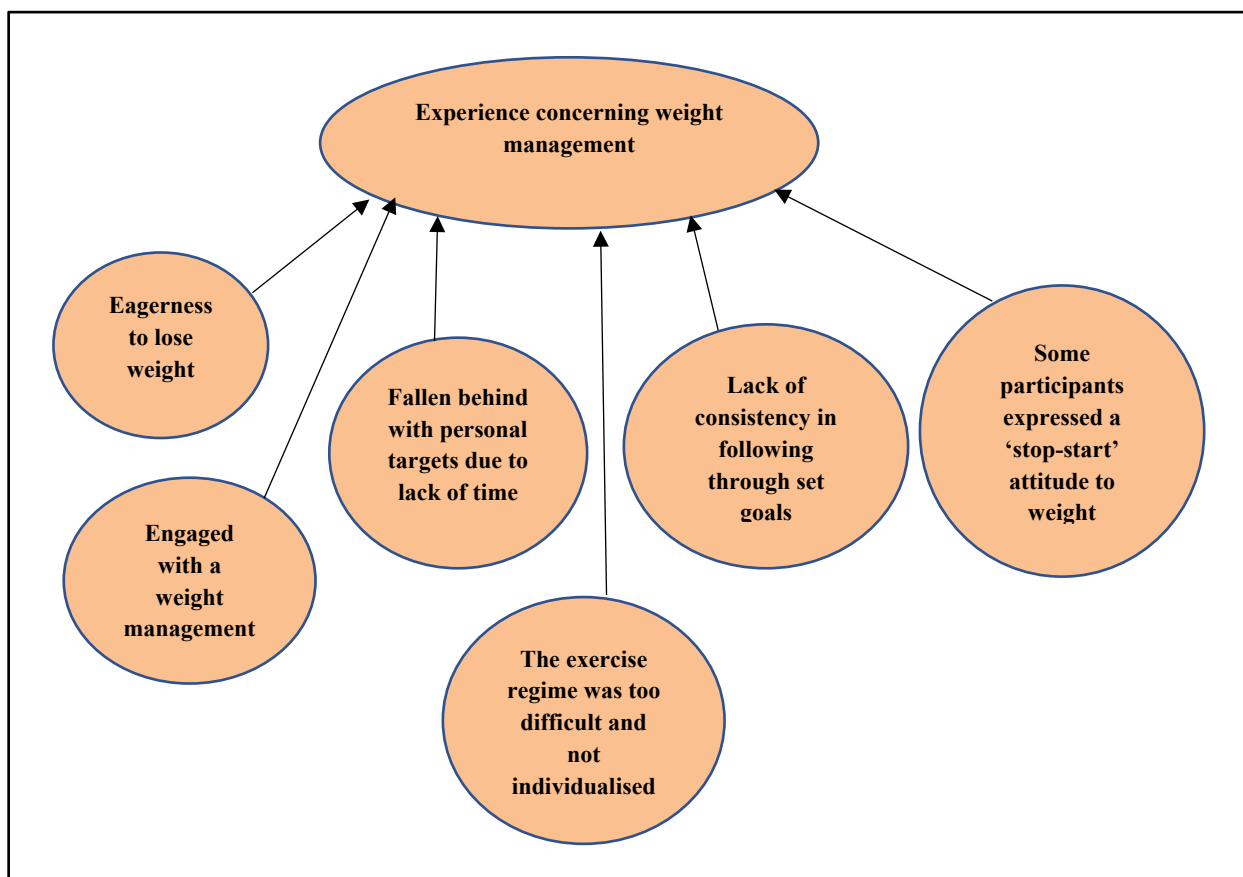 Experience concerning weight
management
Eagerness
to lose
weight
Engaged
with a
weight
management
Fallen behind
with personal
targets due to
lack of time
The exercise
regime was too
difficult and
not
individualised
Lack of
consistency in
following
through set
goals
Some
participants
expressed a
‘stop-start’
attitude to
weight